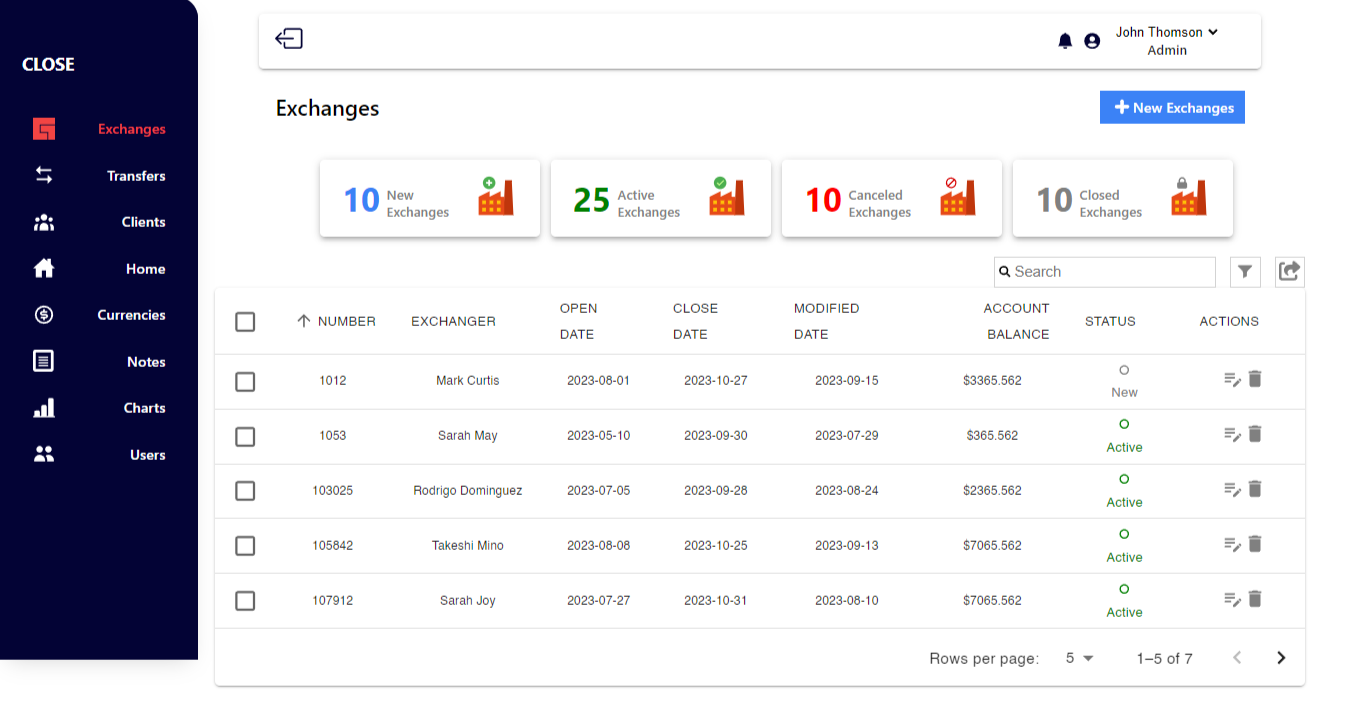 CLOSE
Exchanges
Transfers
Clients
Home
Currencies
Notes
Charts
Users
John Thomson
Admin
Exchanges
New Exchanges
10 New Exchanges
25 Active Exchanges
10 Canceled Exchanges
10 Closed Exchanges
Search
NUMBER EXCHANGER OPEN DATE CLOSE DATE MODIFIED DATE ACCOUNT BALANCE STATUS ACTIONS
1012 Mark Curtis 2023-08-01 2023-10-27 2023-09-15 $3365.562 New
1053 Sarah May 2023-05-10 2023-09-30 2023-07-29 $365.562 Active
103025 Rodrigo Dominguez 2023-07-05 2023-09-28 2023-08-24 $2365.562 Active
105842 Takeshi Mino 2023-08-08 2023-10-25 2023-09-13 $7065.562 Active
107912 Sarah Joy 2023-07-27 2023-10-31 2023-08-10 $7065.562 Active
Rows per page: 5 1–5 of 7